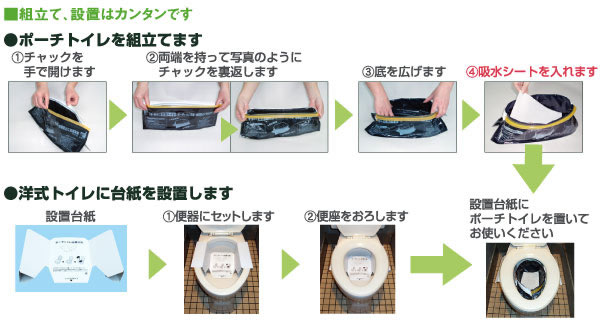 ■組立て、設置はカンタンです
●ポーチトイレを組立てます
①チャックを
手で開けます
②両端を持って写真のように
チャックを裏返します
③底を広げます
④吸水シートを入れます
●洋式トイレに台紙を設置します
設置台紙
①便器にセットします
②便座をおろします
設置台紙に
ポーチトイレを置いて
お使いください